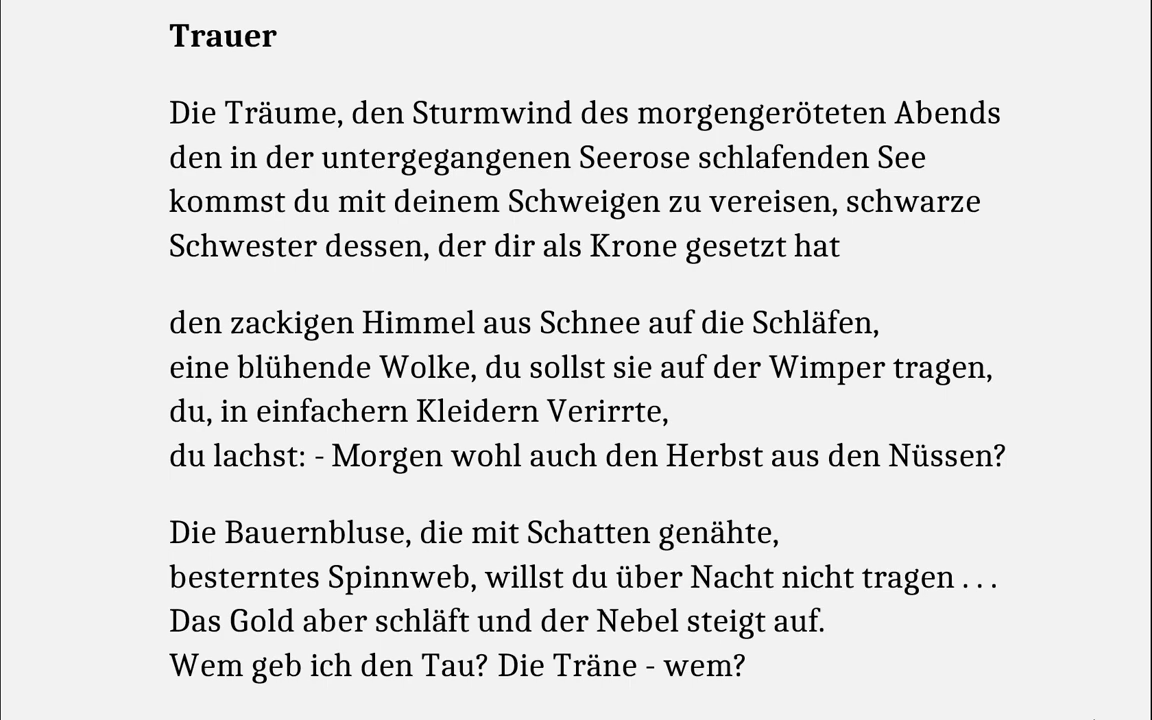 Trauer
Die Träume, den Sturmwind des morgengeröteten Abends
den in der untergegangenen Seerose schlafenden See
kommst du mit deinem Schweigen zu vereisen, schwarze
Schwester dessen, der dir als Krone gesetzt hat
den zackigen Himmel aus Schnee auf die Schläfen,
eine blühende Wolke, du sollst sie auf der Wimper tragen,
du, in einfachern Kleidern Verirrte,
du lachst: - Morgen wohl auch den Herbst aus den Nüssen?
Die Bauernbluse, die mit Schatten genähte,
besterntes Spinnweb, willst du über Nacht nicht tragen . . .
Das Gold aber schläft und der Nebel steigt auf.
Wem geb ich den Tau? Die Träne - wem?